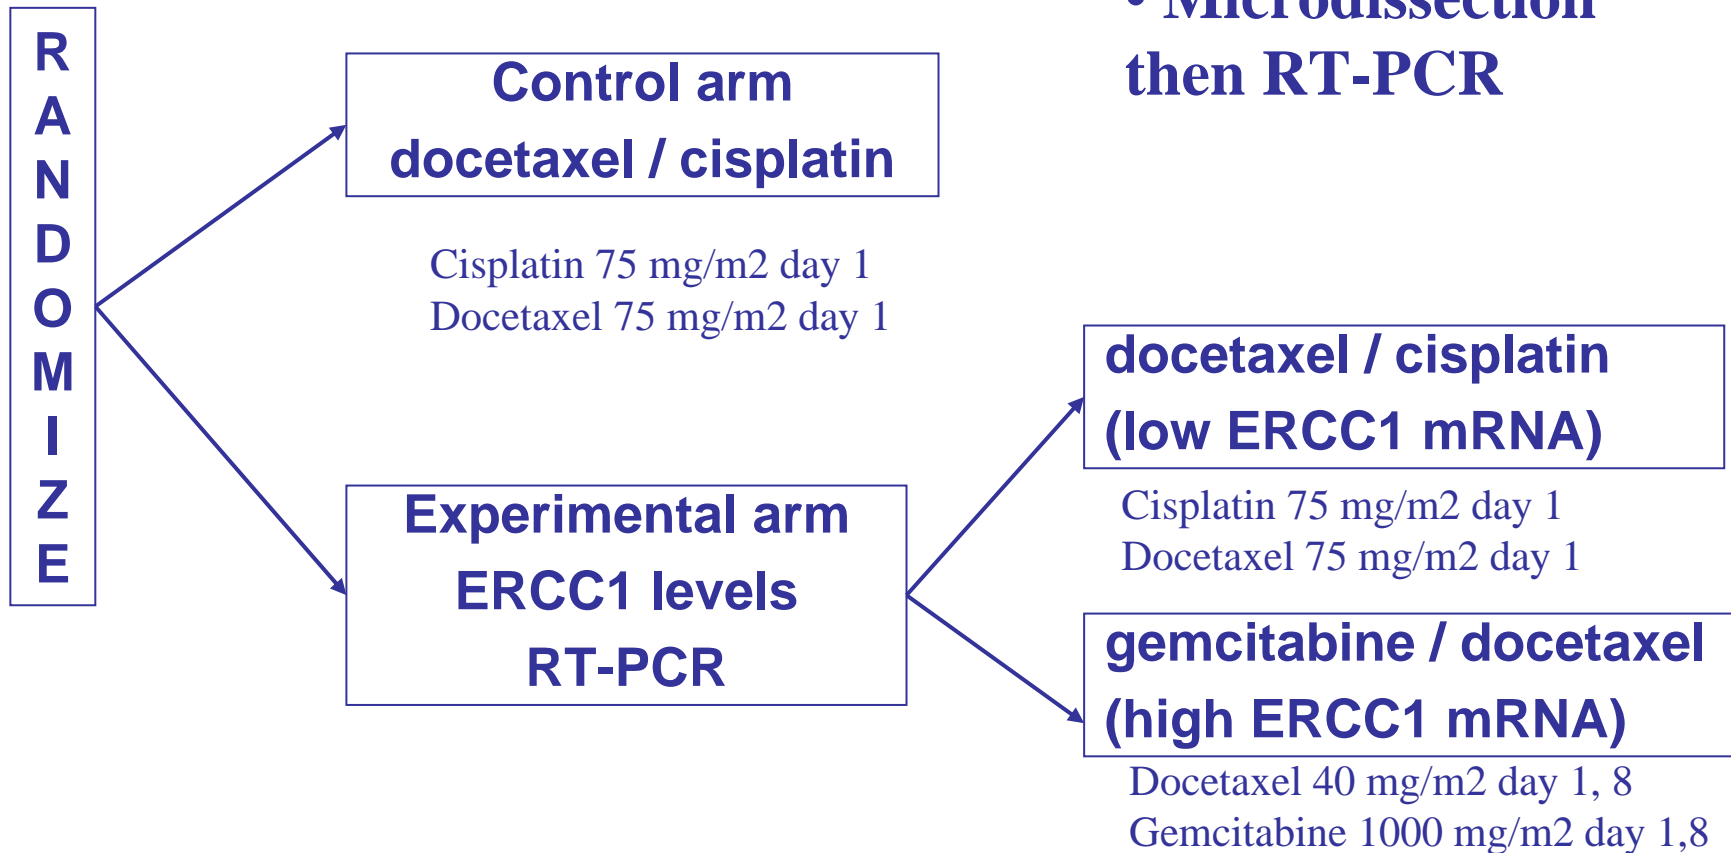 R
A
N
D
O
M
I
Z
E
Control arm
docetaxel / cisplatin
Cisplatin 75 mg/m2 day 1
Docetaxel 75 mg/m2 day 1
• Microdissection
then RT-PCR
Experimental arm
ERCC1 levels
RT-PCR
docetaxel / cisplatin
(low ERCC1 mRNA)
Cisplatin 75 mg/m2 day 1
Docetaxel 75 mg/m2 day 1
gemcitabine / docetaxel
(high ERCC1 mRNA)
Docetaxel 40 mg/m2 day 1, 8
Gemcitabine 1000 mg/m2 day 1,8